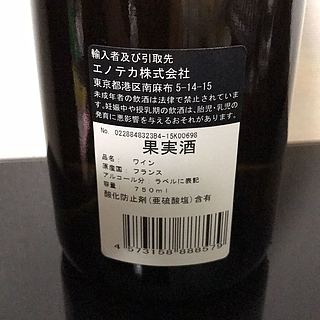 輸入者及び引取先
エノテカ株式会社
東京都港区南麻布 5-14-15
未成年者の飲酒は法律で禁止されていま
す。妊娠中や授乳期の飲酒は、胎児・乳児の
発育に悪影響を与えるおそれがあります。
No. 0228848323B4-15K00698
果実酒
品名 : ワイン
原産国 : フランス
アルコール分 : ラベルに表記
容量 : 750ml
酸化防止剤(亜硫酸塩)含有
4 573158 888575